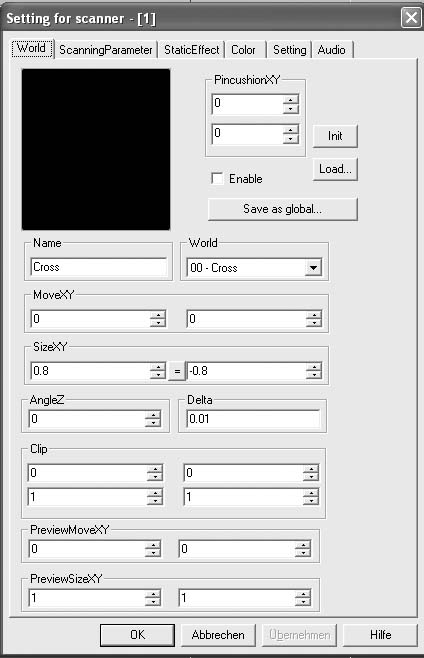 Setting for scanner - [1]
World ScanningParameter StaticEffect Color Setting Audio
PincushionXY
0
0
Init
Load...
Enable
Save as global...
Name World
Cross 00 - Cross
MoveXY
0 0
SizeXY
0.8 = -0.8
AngleZ Delta
0 0.01
Clip
0 0
1 1
PreviewMoveXY
0 0
PreviewSizeXY
1 1
OK Abbrechen Übernehmen Hilfe